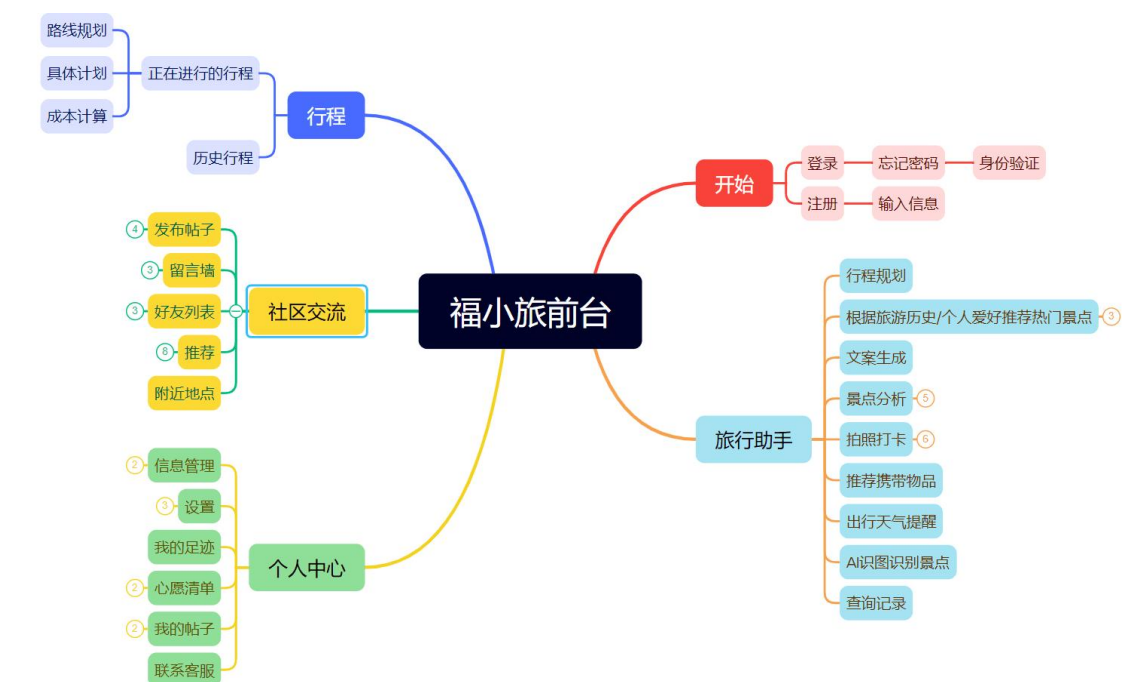 福小旅前台
行程
正在进行的行程
路线规划
具体计划
成本计算
历史行程
开始
登录
忘记密码
身份验证
注册
输入信息
社区交流
发布帖子
4
留言墙
3
好友列表
3
推荐
8
附近地点
旅行助手
行程规划
根据旅游历史/个人爱好推荐热门景点
3
文案生成
景点分析
5
拍照打卡
6
推荐携带物品
出行天气提醒
AI识图识别景点
查询记录
个人中心
信息管理
2
设置
3
我的足迹
心愿清单
2
我的帖子
2
联系客服